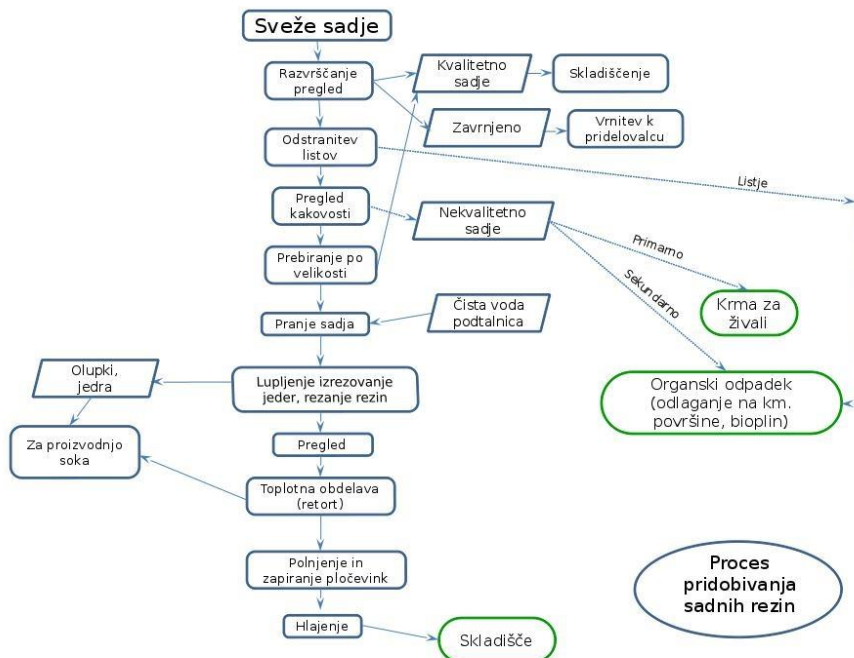 Sveže sadje
Razvrščanje
pregled
Kvalitetno
sadje
Skladiščenje
Zavrnjeno
Vrnitev k
pridelovalcu
Odstranitev
listov
Listje
Pregled
kakovosti
Nekvalitetno
sadje
Primarno
Sekundarno
Prebiranje po
velikosti
Krma za
živali
Čista voda
podtalnica
Pranje sadja
Olupki,
jedra
Lupljenje izrezovanje
jeder, rezanje rezin
Organski odpadek
(odlaganje na km.
površine, bioplin)
Za proizvodnjo
soka
Pregled
Toplotna obdelava
(retort)
Polnjenje in
zapiranje pločevink
Proces
pridobivanja
sadnih rezin
Hlajenje
Skladišče